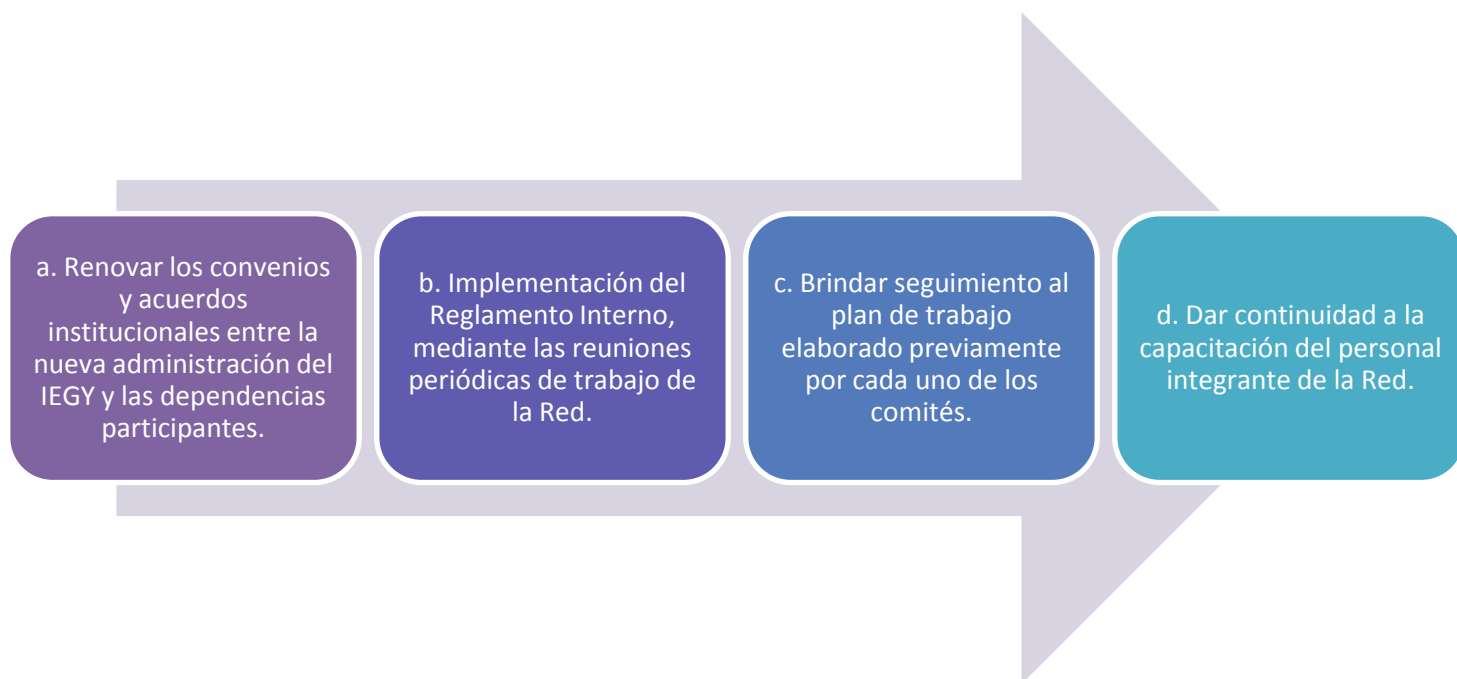 a. Renovar los convenios
y acuerdos
institucionales entre la
nueva administración del
IEGY y las dependencias
participantes.
b. Implementación del
Reglamento Interno,
mediante las reuniones
periódicas de trabajo de
la Red.
c. Brindar seguimiento al
plan de trabajo
elaborado previamente
por cada uno de los
comités.
d. Dar continuidad a la
capacitación del personal
integrante de la Red.